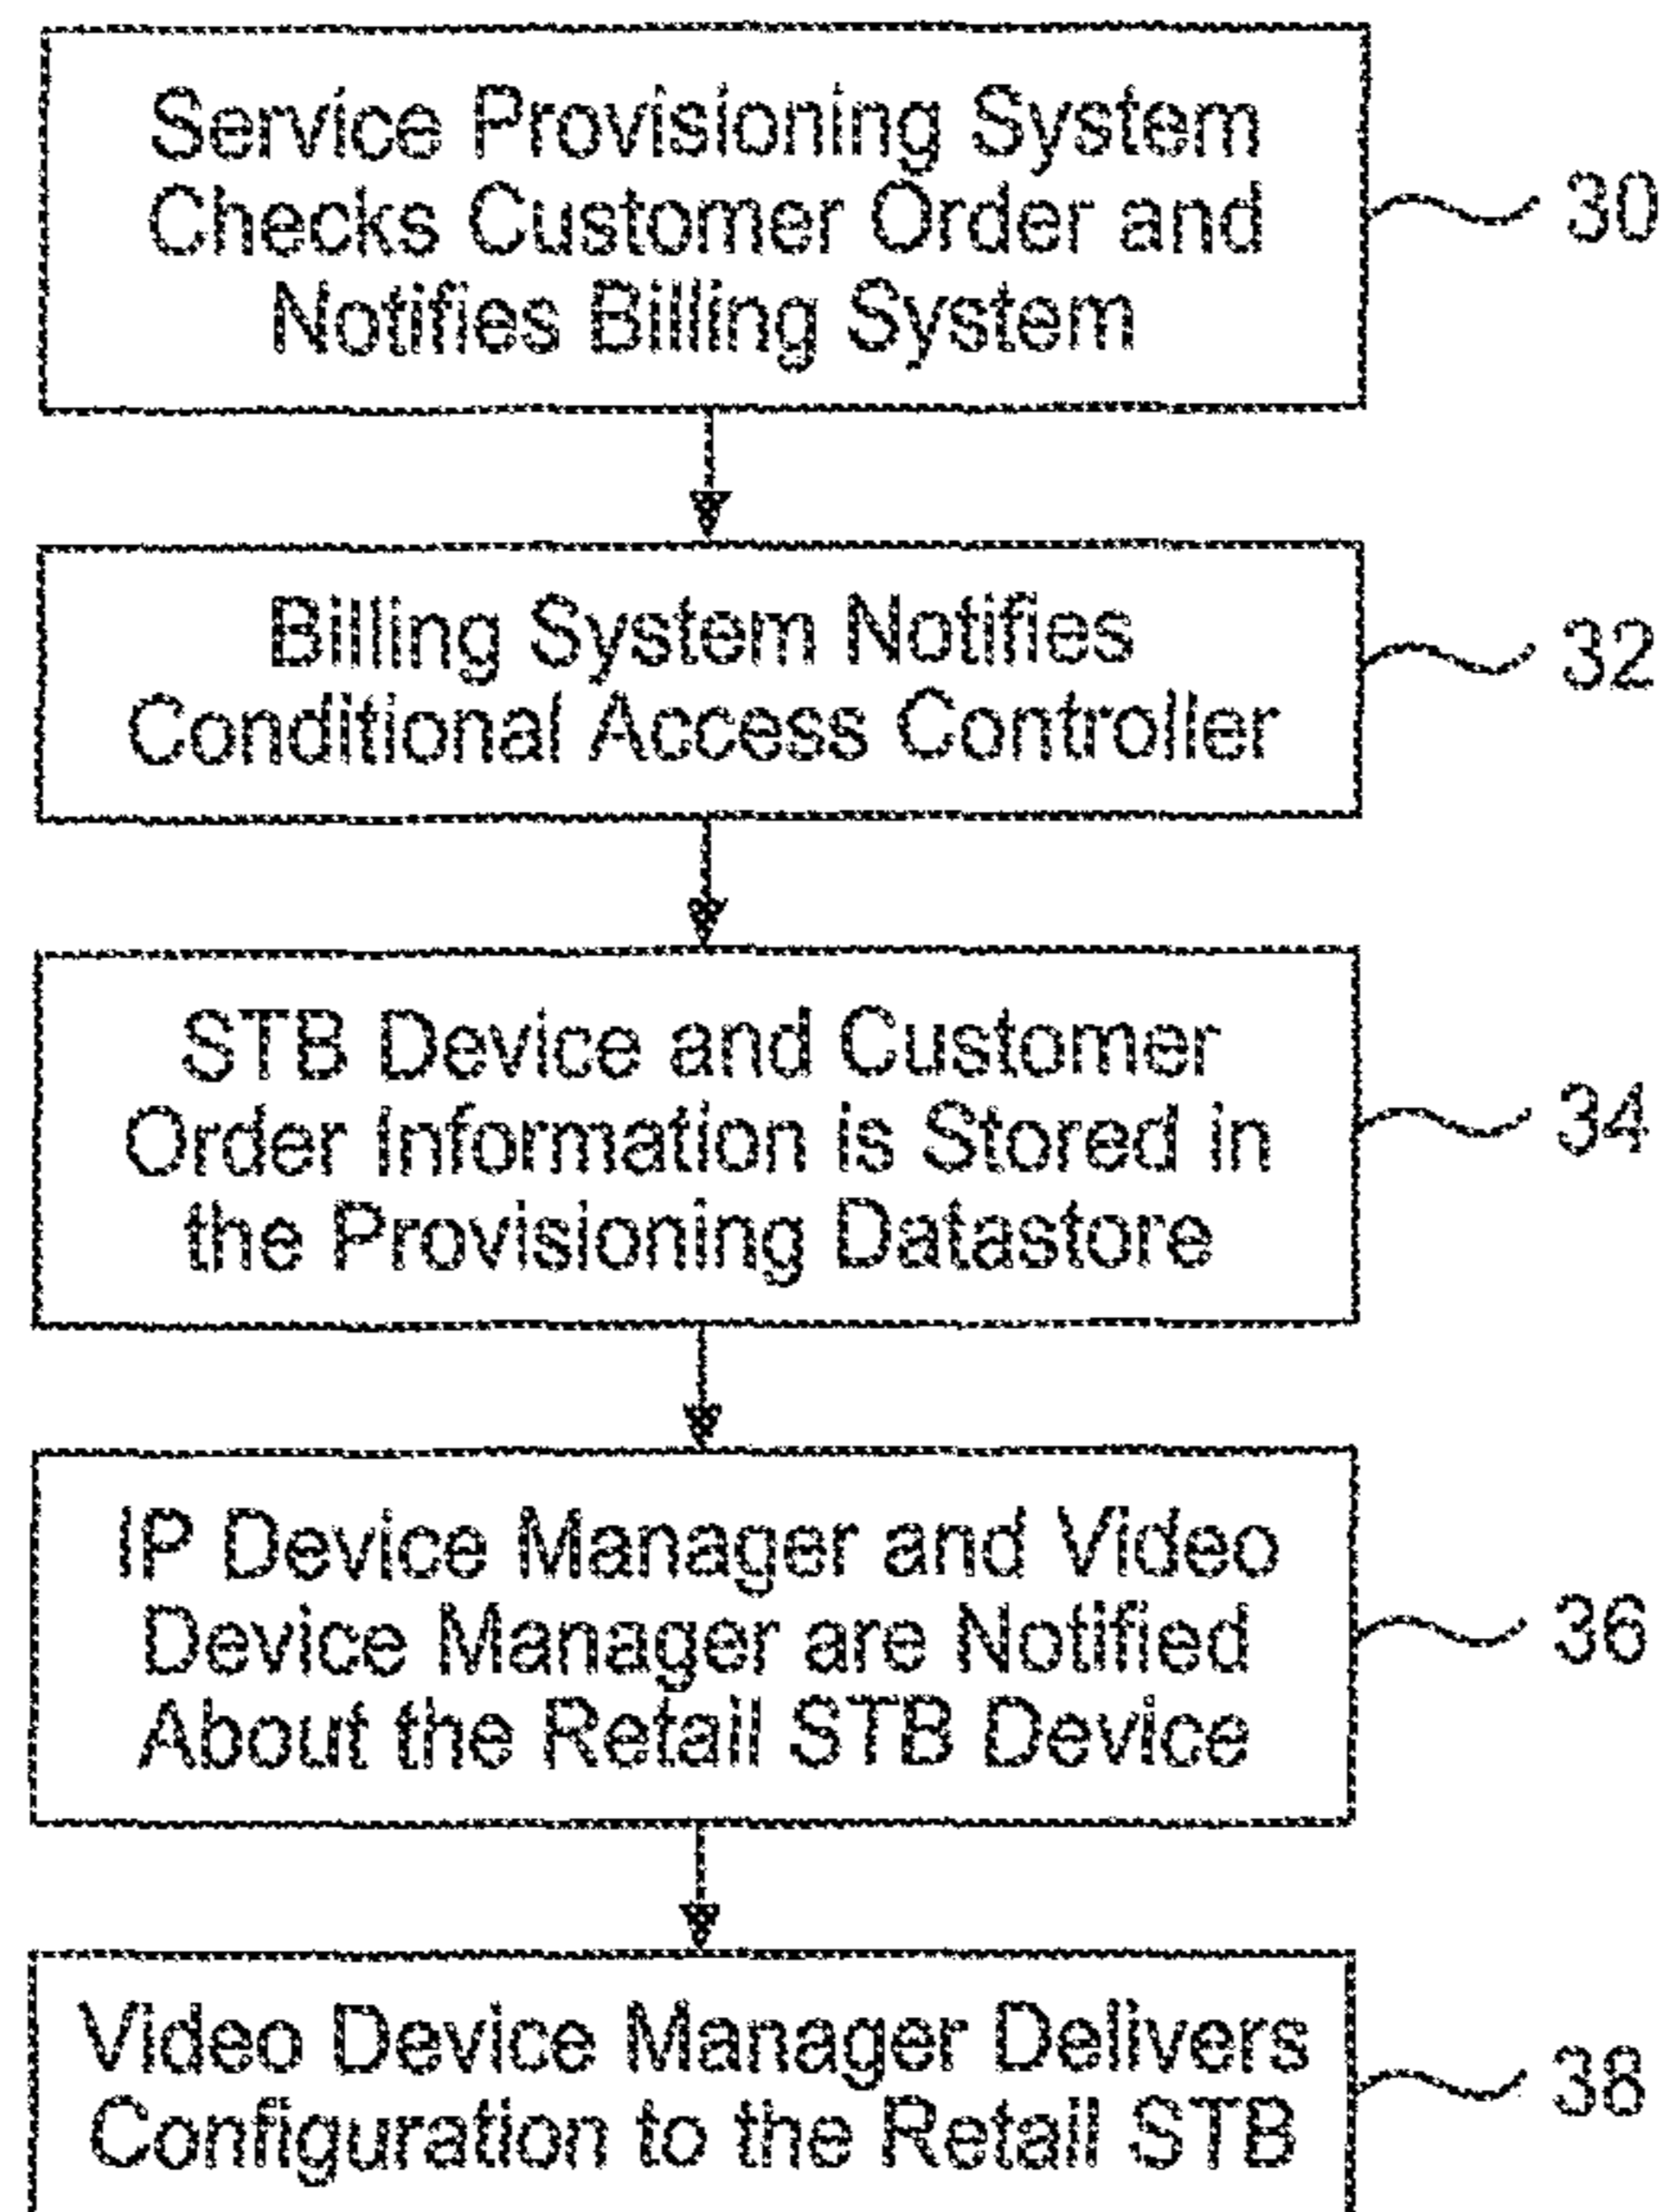 Service Provisioning System
Checks Customer Order and
Notifies Billing System
30
Billing System Notifies
Conditional Access Controller
32
STB Device and Customer
Order Information is Stored in
the Provisioning Datastore
34
IP Device Manager and Video
Device Manager are Notified
About the Retail STB Device
36
Video Device Manager Delivers
Configuration to the Retail STB
38